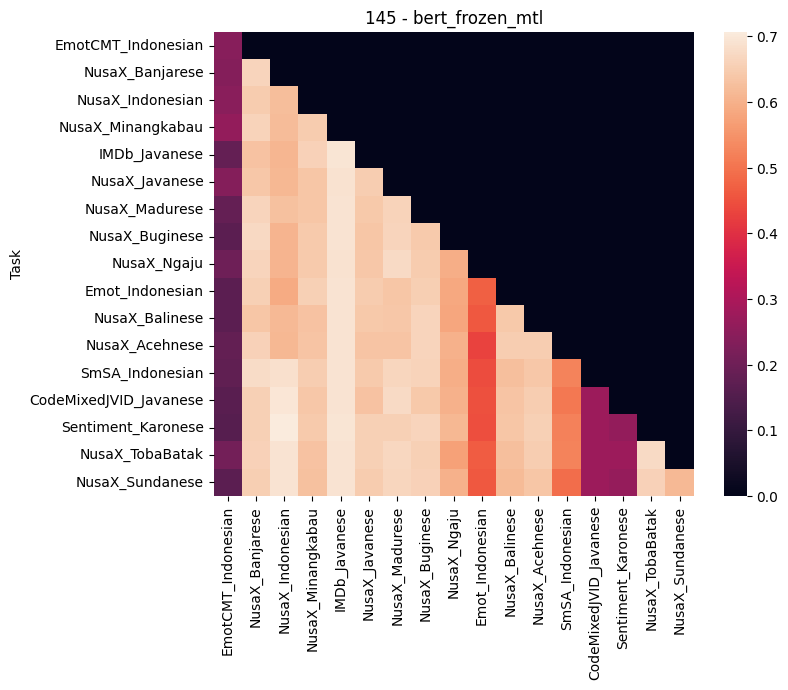 145 - bert_frozen_mtl
EmotCMT_Indonesian
NusaX_Banjarese
NusaX_Indonesian
NusaX_Minangkabau
IMDb_Javanese
NusaX_Javanese
NusaX_Madurese
NusaX_Buginese
NusaX_Ngaju
Emot_Indonesian
NusaX_Balinese
NusaX_Acehnese
SmSA_Indonesian
CodeMixedJVID_Javanese
Sentiment_Karonese
NusaX_TobaBatak
NusaX_Sundanese
Task
EmotCMT_Indonesian
NusaX_Banjarese
NusaX_Indonesian
NusaX_Minangkabau
IMDb_Javanese
NusaX_Javanese
NusaX_Madurese
NusaX_Buginese
NusaX_Ngaju
Emot_Indonesian
NusaX_Balinese
NusaX_Acehnese
SmSA_Indonesian
CodeMixedJVID_Javanese
Sentiment_Karonese
NusaX_TobaBatak
NusaX_Sundanese
0.7
0.6
0.5
0.4
0.3
0.2
0.1
0.0